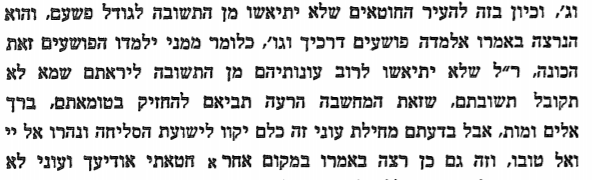 וג׳, וכיון בזה להעיר החוטאים שלא יתיאשו מן התשובה לגודל פשעם, והוא
הנרצה באמרו אלמדה פושעים דרכיך וגו׳, כלומר ממני ילמדו הפושעים זאת
הכונה, ר״ל שלא יתיאשו לרוב עונותיהם מן התשובה ליראתם שמא לא
תקובל תשובתם, שזאת המחשבה הרעה תביאם להחזיק בטומאתם, ברך
אלים ומות, אבל בדעתם מחילת עוני זה כלם יקוו לישועת הסליחה ונהרו אל יי
ואל טובו, וזה גם כן רצה באמרו במקום אחר א חטאתי אודיעך ועוני לא